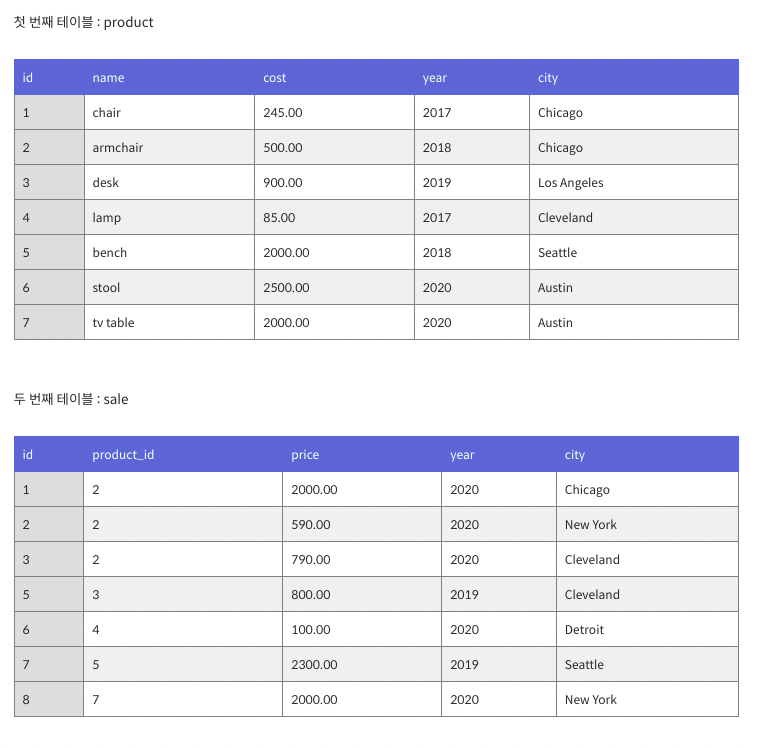 첫 번째 테이블 : product
id name cost year city
1 chair 245.00 2017 Chicago
2 armchair 500.00 2018 Chicago
3 desk 900.00 2019 Los Angeles
4 lamp 85.00 2017 Cleveland
5 bench 2000.00 2018 Seattle
6 stool 2500.00 2020 Austin
7 tv table 2000.00 2020 Austin
두 번째 테이블 : sale
id product_id price year city
1 2 2000.00 2020 Chicago
2 2 590.00 2020 New York
3 2 790.00 2020 Cleveland
5 3 800.00 2019 Cleveland
6 4 100.00 2020 Detroit
7 5 2300.00 2019 Seattle
8 7 2000.00 2020 New York